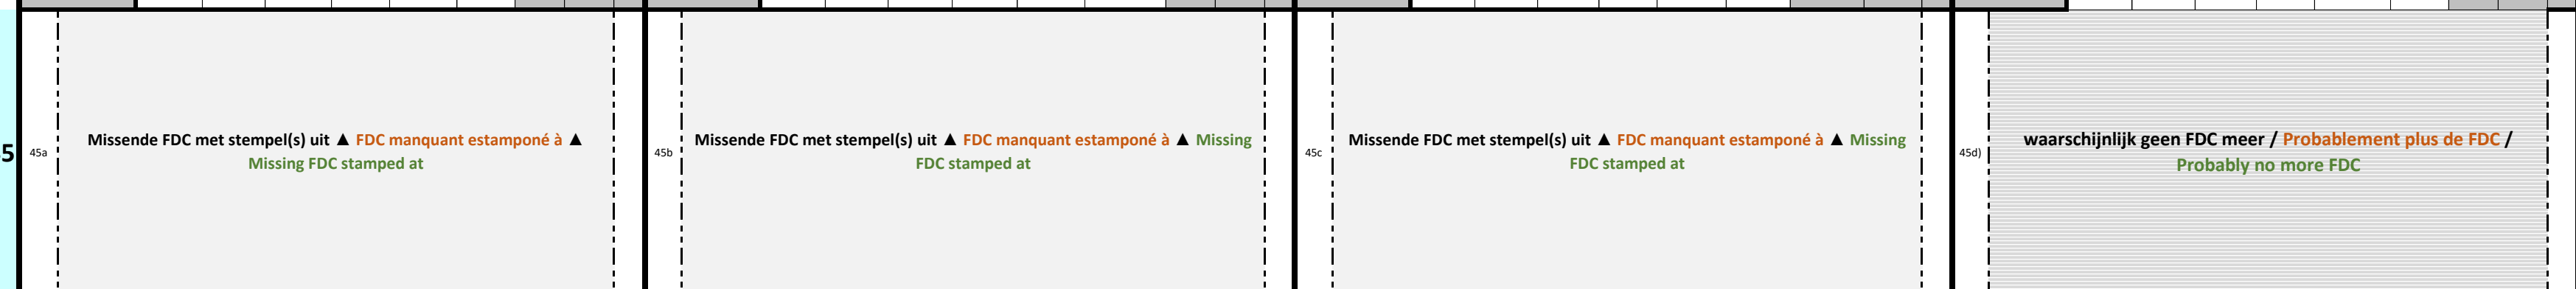 5
45a
Missende FDC met stempel(s) uit ▲ FDC manquant estamponé à ▲
Missing FDC stamped at
45b
Missende FDC met stempel(s) uit ▲ FDC manquant estamponé à ▲ Missing
FDC stamped at
45c
Missende FDC met stempel(s) uit ▲ FDC manquant estamponé à ▲ Missing
FDC stamped at
45d)
waarschijnlijk geen FDC meer / Probablement plus de FDC /
Probably no more FDC